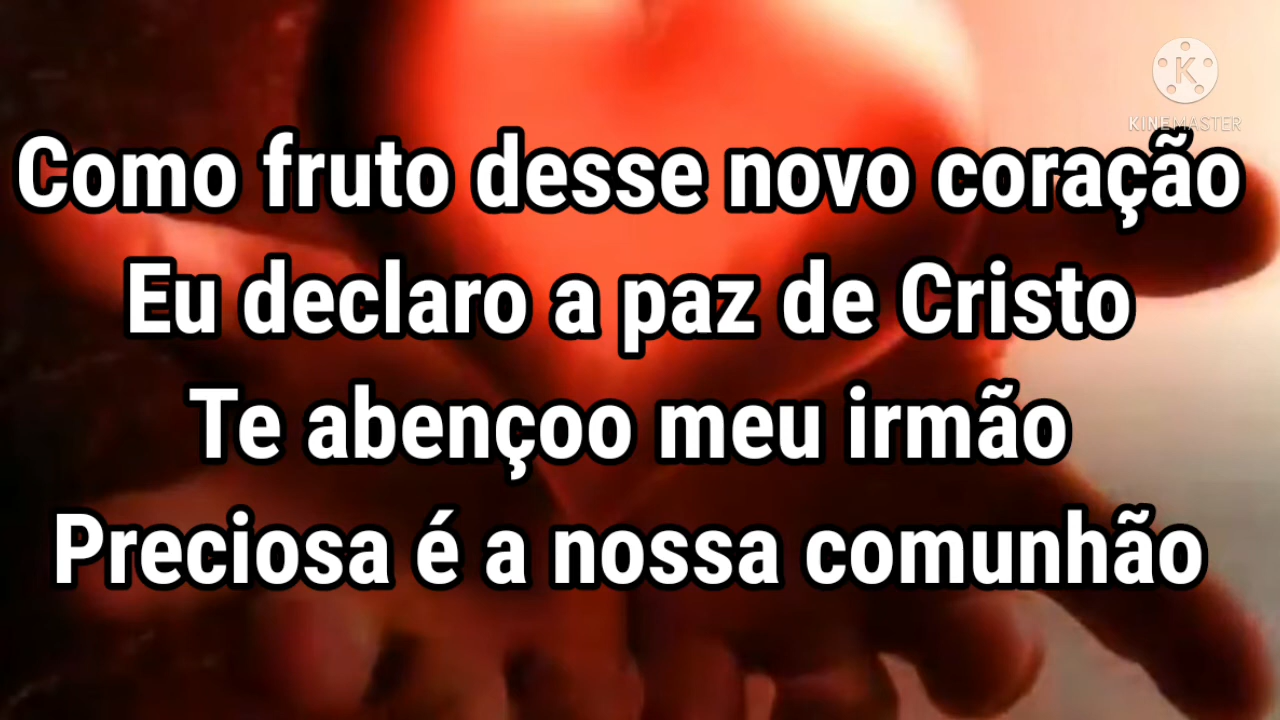 KINEMASTER
Como fruto desse novo coração
Eu declaro a paz de Cristo
Te abençoo meu irmão
Preciosa é a nossa comunhão